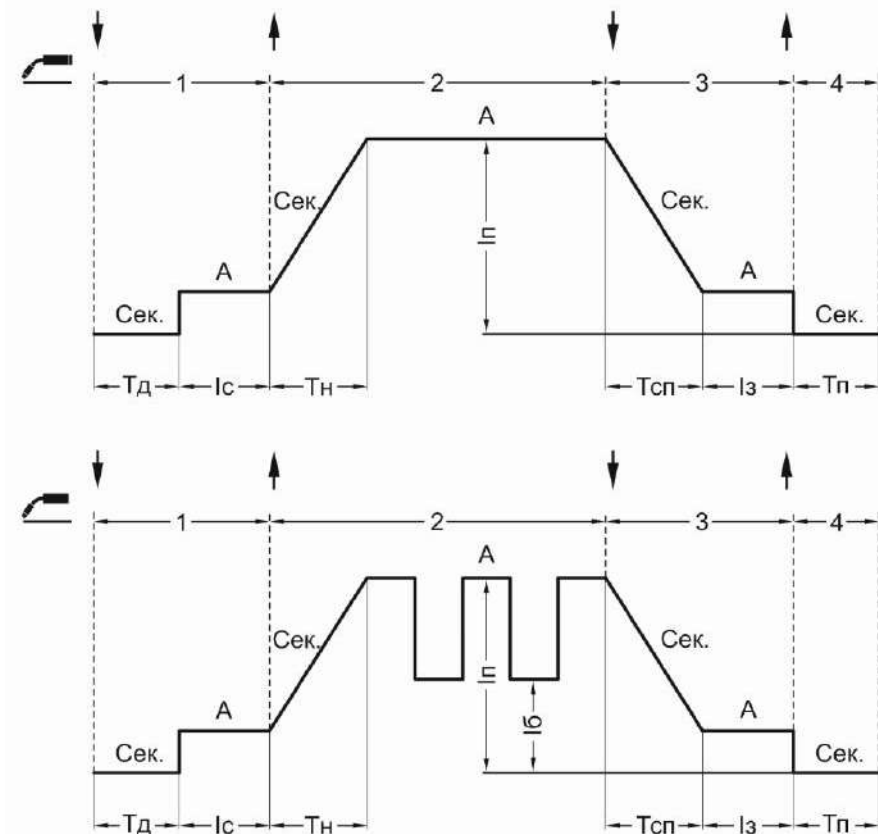 1 2 3 4
А
Сек. Сек.
Iп
А А
Сек. Сек.
Тд Iс Тн Тсп Iз Тп
1 2 3 4
А
Сек. Сек.
Iп
Iб
А А
Сек. Сек.
Тд Iс Тн Тсп Iз Тп